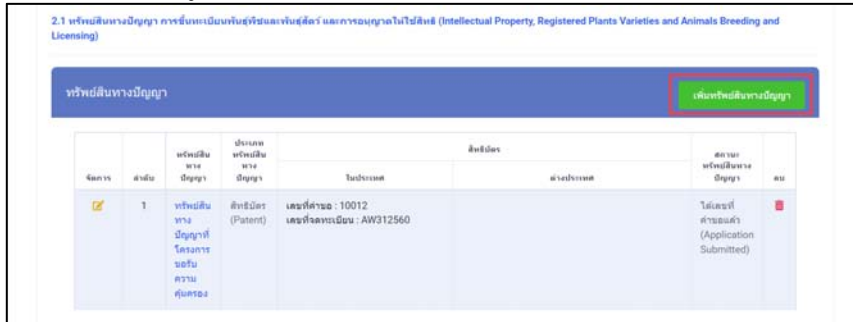 2.1 ทรัพย์สินทางปัญญา การขึ้นทะเบียนพันธุ์พืชและพันธุ์สัตว์ และการอนุญาตให้ใช้สิทธิ (Intellectual Property, Registered Plants Varieties and Animals Breeding and
Licensing)
ทรัพย์สินทางปัญญา
เพิ่มทรัพย์สินทางปัญญา
จัดการ
ลำดับ
ทรัพย์สิน
ทาง
ปัญญา
ประเภท
ทรัพย์สิน
ทาง
ปัญญา
สิทธิบัตร
ในประเทศ
ต่างประเทศ
สถานะ
ทรัพย์สินทาง
ปัญญา
ลบ
1
ทรัพย์สิน
ทาง
ปัญญาที่
โครงการ
ขอรับ
ความ
คุ้มครอง
สิทธิบัตร
(Patent)
เลขที่คำขอ : 10012
เลขที่จดทะเบียน : AW312560
ได้เลขที่
คำขอแล้ว
(Application
Submitted)